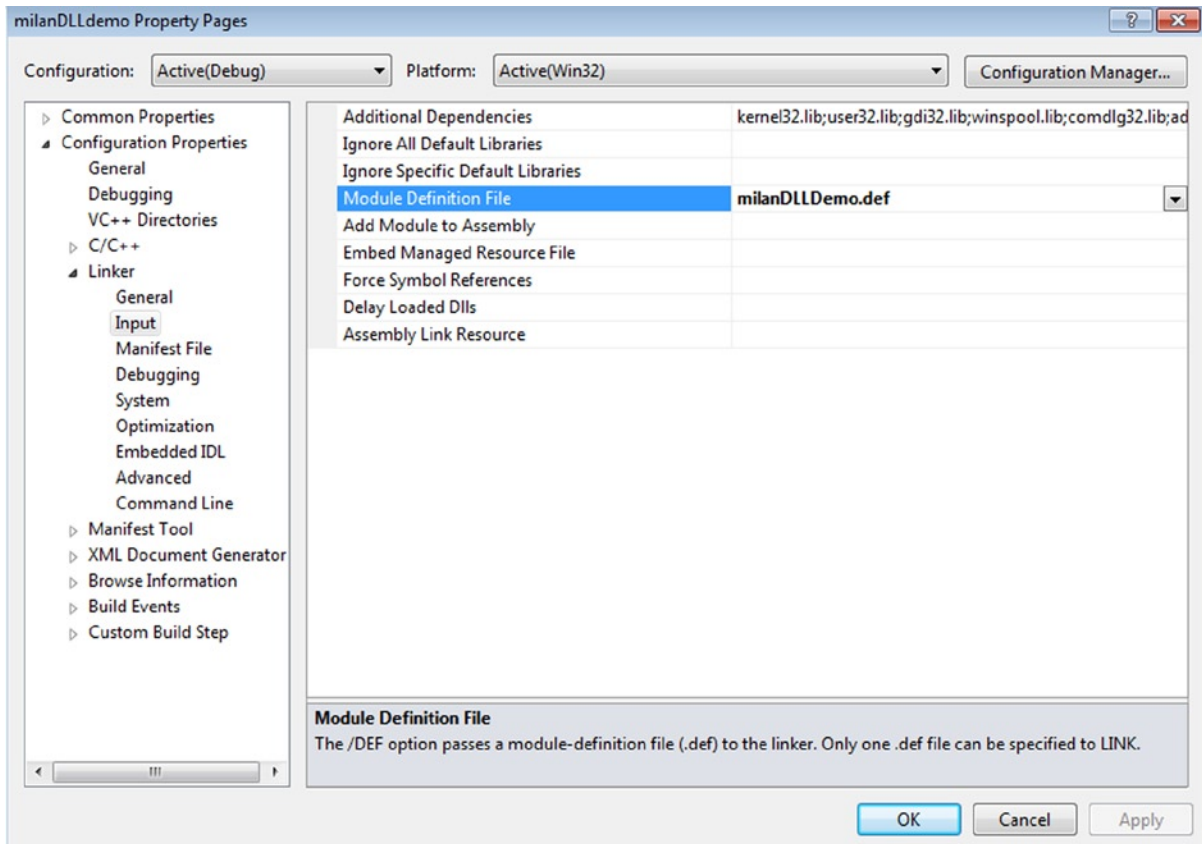 milanDLLdemo Property Pages
Configuration: Active(Debug) Platform: Active(Win32) Configuration Manager...
Common Properties
Configuration Properties
General
Debugging
VC++ Directories
C/C++
Linker
General
Input
Manifest File
Debugging
System
Optimization
Embedded IDL
Advanced
Command Line
Manifest Tool
XML Document Generator
Browse Information
Build Events
Custom Build Step
Additional Dependencies kernel32.lib;user32.lib;gdi32.lib;winspool.lib;comdlg32.lib;ad
Ignore All Default Libraries
Ignore Specific Default Libraries
Module Definition File milanDLLDemo.def
Add Module to Assembly
Embed Managed Resource File
Force Symbol References
Delay Loaded Dlls
Assembly Link Resource
Module Definition File
The /DEF option passes a module-definition file (.def) to the linker. Only one .def file can be specified to LINK.
OK Cancel Apply